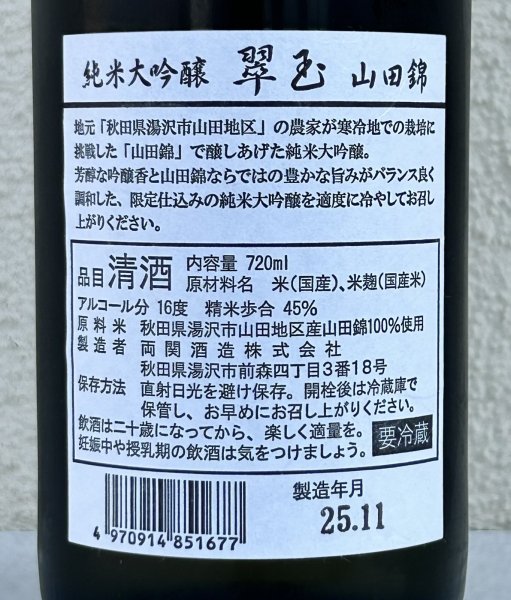 純米大吟醸 翠玉 山田錦
地元「秋田県湯沢市山田地区」の農家が寒冷地での栽培に
挑戦した「山田錦」で醸しあげた純米大吟醸。
芳醇な吟醸香と山田錦ならではの豊かな旨みがバランス良く
調和した、限定仕込みの純米大吟醸を適度に冷やしてお召し
上がりください。
品目 清酒 内容量 720ml
原材料名 米(国産)、米麹(国産米)
アルコール分 16度 精米歩合 45%
原料米 秋田県湯沢市山田地区産山田錦100%使用
製造者 両関酒造株式会社
秋田県湯沢市前森四丁目3番18号
保存方法 直射日光を避け保存。開栓後は冷蔵庫で
保管し、お早めにお召し上がりください。
飲酒は二十歳になってから、楽しく適量を。
妊娠中や授乳期の飲酒は気をつけましょう。
要冷蔵
製造年月
25.11
4 970914 851677